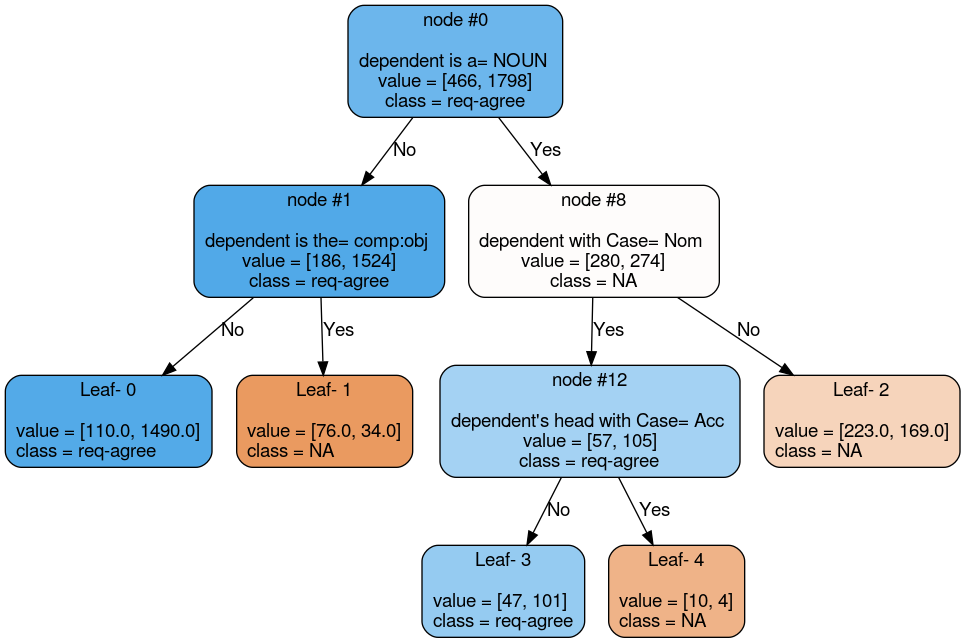 node #0
dependent is a= NOUN
value = [466, 1798]
class = req-agree
No
Yes
node #1
dependent is the= comp:obj
value = [186, 1524]
class = req-agree
node #8
dependent with Case= Nom
value = [280, 274]
class = NA
No
Yes
Yes
No
Leaf- 0
value = [110.0, 1490.0]
class = req-agree
Leaf- 1
value = [76.0, 34.0]
class = NA
node #12
dependent's head with Case= Acc
value = [57, 105]
class = req-agree
Leaf- 2
value = [223.0, 169.0]
class = NA
No
Yes
Leaf- 3
value = [47, 101]
class = req-agree
Leaf- 4
value = [10, 4]
class = NA